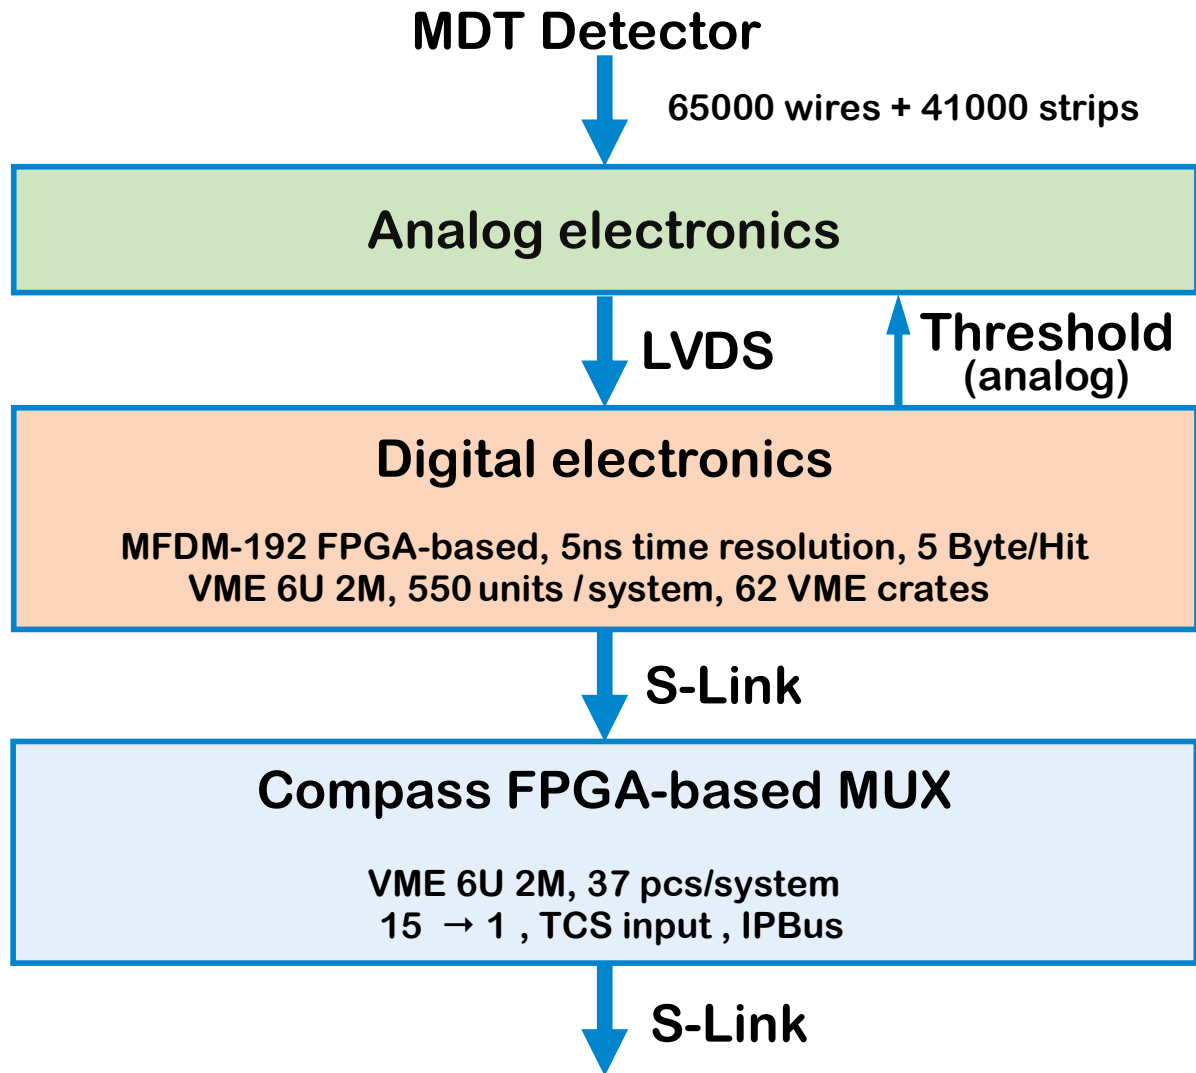 MDT Detector
65000 wires + 41000 strips
Analog electronics
LVDS
Threshold
(analog)
Digital electronics
MFDM-192 FPGA-based, 5ns time resolution, 5 Byte/Hit
VME 6U 2M, 550 units / system, 62 VME crates
S-Link
Compass FPGA-based MUX
VME 6U 2M, 37 pcs/system
15 → 1 , TCS input , IPBus
S-Link